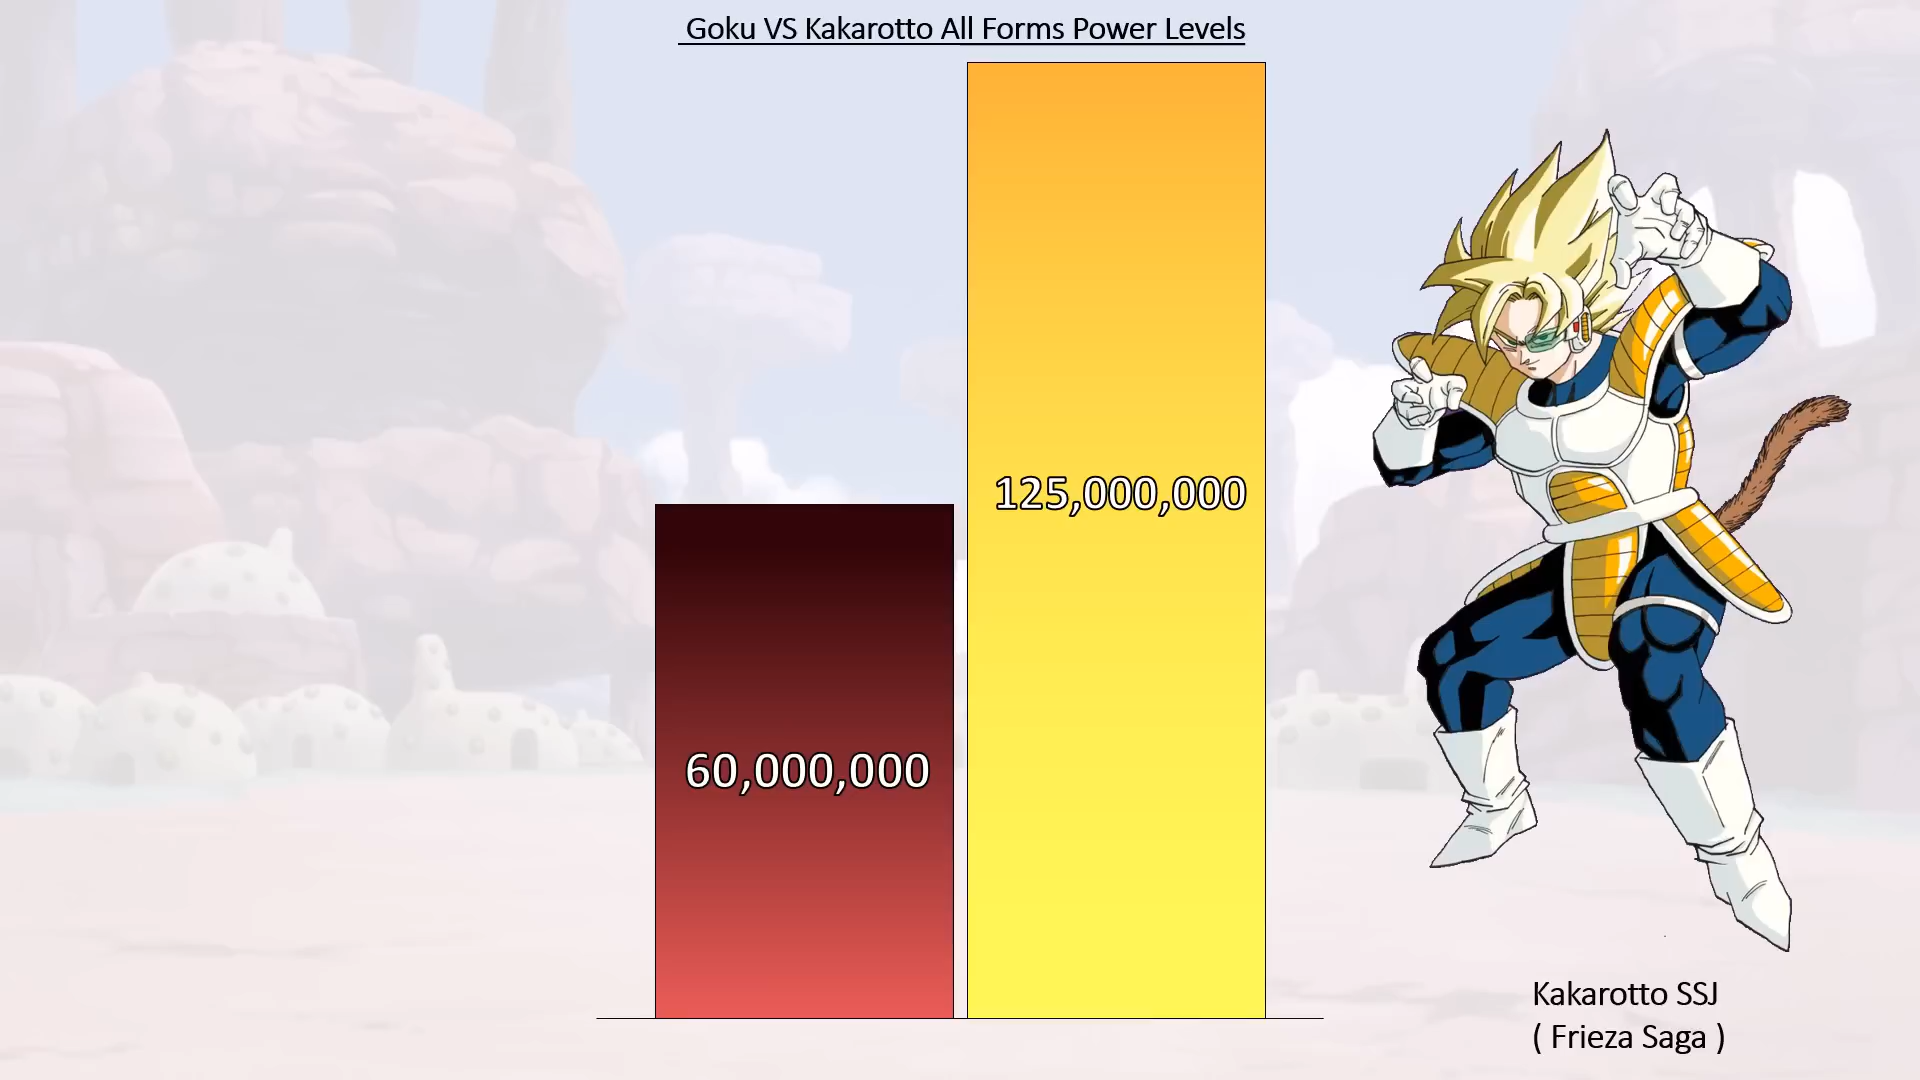 Goku VS Kakarotto All Forms Power Levels
125,000,000
60,000,000
Kakarotto SSJ
( Frieza Saga )